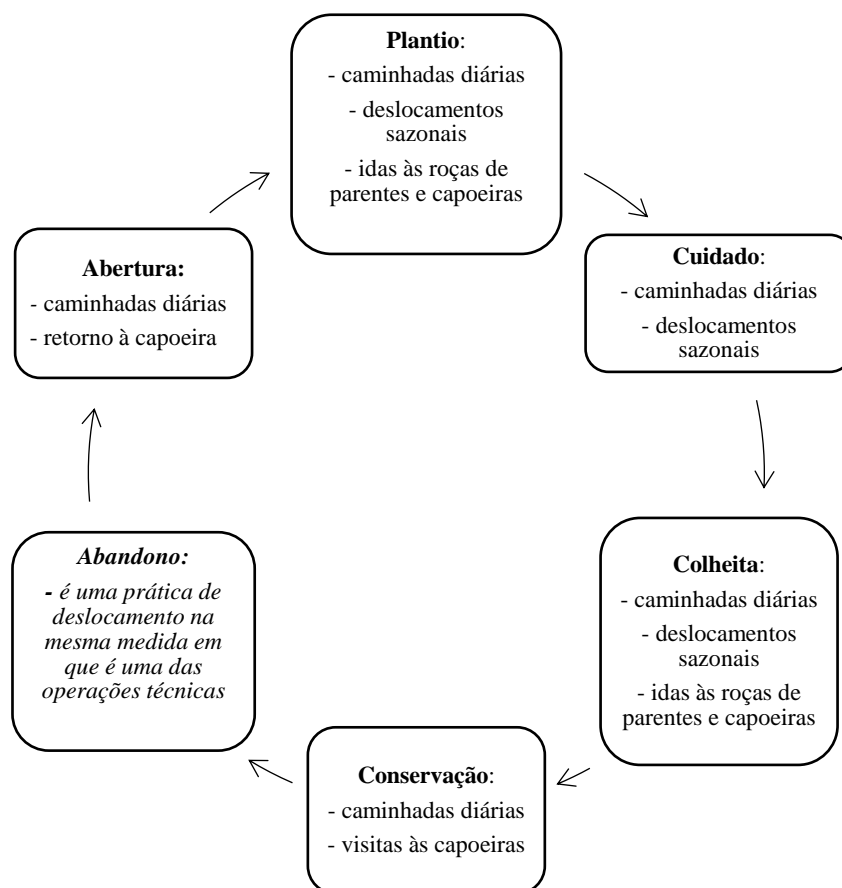 Plantio:
- caminhadas diárias
- deslocamentos
sazonais
- idas às roças de
parentes e capoeiras
Cuidado:
- caminhadas diárias
- deslocamentos
sazonais
Colheita:
- caminhadas diárias
- deslocamentos
sazonais
- idas às roças de
parentes e capoeiras
Conservação:
- caminhadas diárias
- visitas às capoeiras
Abandono:
- é uma prática de
deslocamento na
mesma medida em
que é uma das
operações técnicas
Abertura:
- caminhadas diárias
- retorno à capoeira